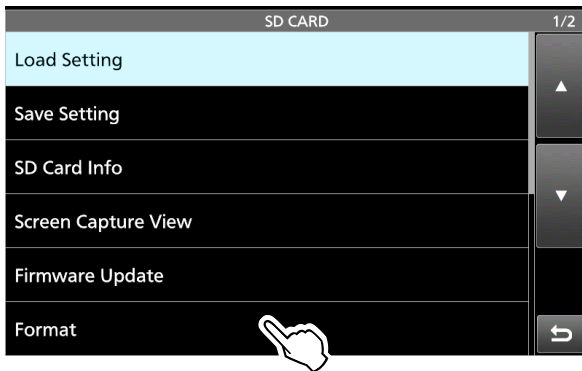 SD CARD 1/2
Load Setting
Save Setting
SD Card Info
Screen Capture View
Firmware Update
Format